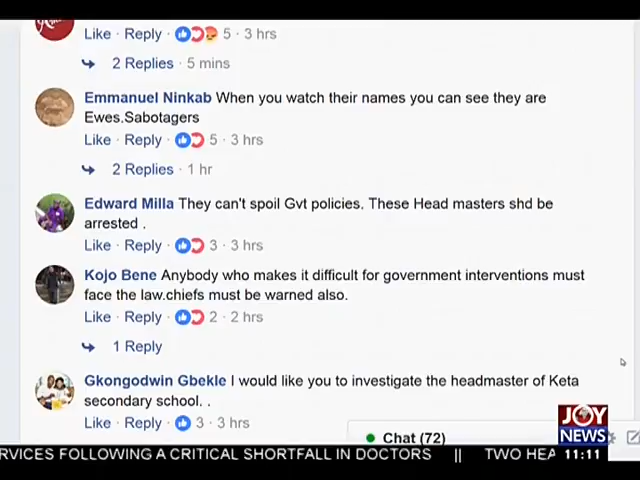 Like · Reply · 5 · 3 hrs
2 Replies · 5 mins
Emmanuel Ninkab When you watch their names you can see they are
Ewes.Sabotagers
Like · Reply · 5 · 3 hrs
2 Replies · 1 hr
Edward Milla They can't spoil Gvt policies. These Head masters shd be
arrested .
Like · Reply · 3 · 3 hrs
Kojo Bene Anybody who makes it difficult for government interventions must
face the law.chiefs must be warned also.
Like · Reply · 2 · 2 hrs
1 Reply
Gkongodwin Gbekle I would like you to investigate the headmaster of Keta
secondary school. .
Like · Reply · 3 · 3 hrs
Chat (72)
JOY
NEWS
RVICES FOLLOWING A CRITICAL SHORTFALL IN DOCTORS || TWO HEA 11:11